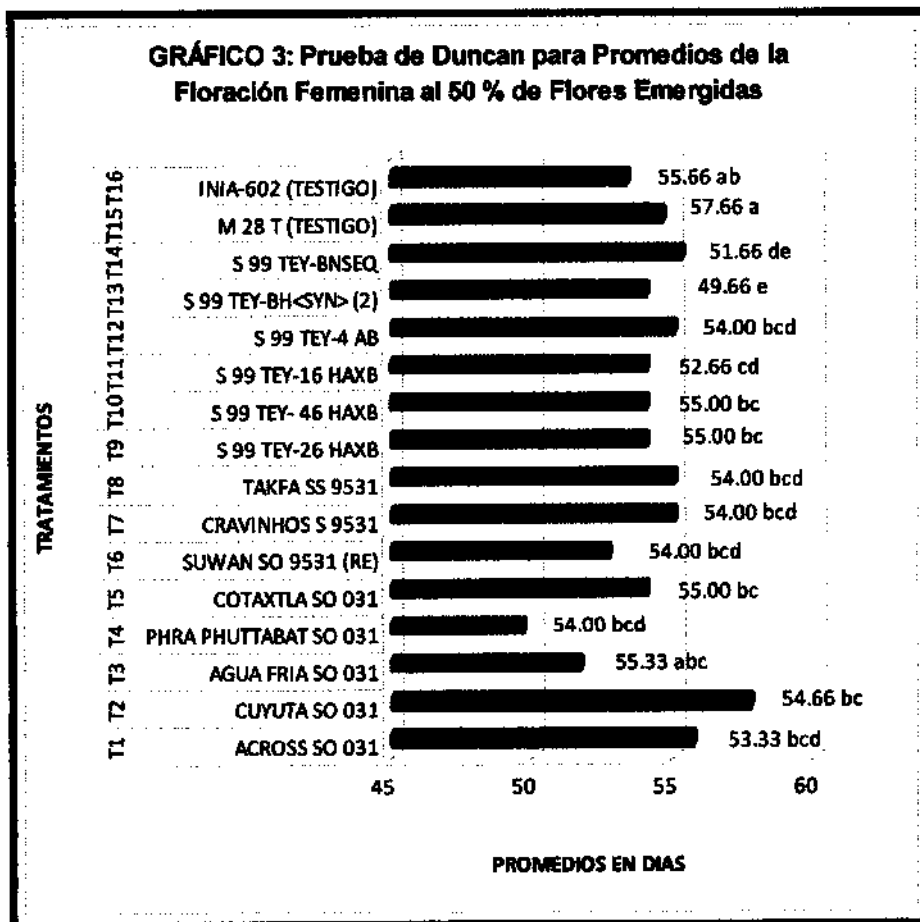 GRÁFICO 3: Prueba de Duncan para Promedios de la
Floración Femenina al 50 % de Flores Emergidas
TRATAMIENTOS
T16 INIA-602 (TESTIGO) 55.66 ab
T15 M 28 T (TESTIGO) 57.66 a
T14 S 99 TEY-BNSEQ 51.66 de
T13 S 99 TEY-BH<SYN> (2) 49.66 e
T12 S 99 TEY-4 AB 54.00 bcd
T11 S 99 TEY-16 HAXB 52.66 cd
T10 S 99 TEY- 46 HAXB 55.00 bc
T9 S 99 TEY-26 HAXB 55.00 bc
T8 TAKFA SS 9531 54.00 bcd
T7 CRAVINHOS S 9531 54.00 bcd
T6 SUWAN SO 9531 (RE) 54.00 bcd
T5 COTAXTLA SO 031 55.00 bc
T4 PHRA PHUTTABAT SO 031 54.00 bcd
T3 AGUA FRIA SO 031 55.33 abc
T2 CUYUTA SO 031 54.66 bc
T1 ACROSS SO 031 53.33 bcd
45 50 55 60
PROMEDIOS EN DIAS